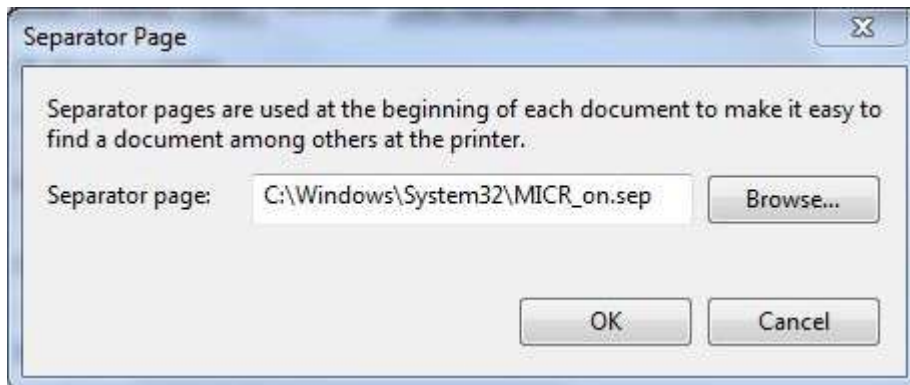 Separator Page
Separator pages are used at the beginning of each document to make it easy to
find a document among others at the printer.
Separator page: C:\Windows\System32\MICR_on.sep Browse...
OK Cancel